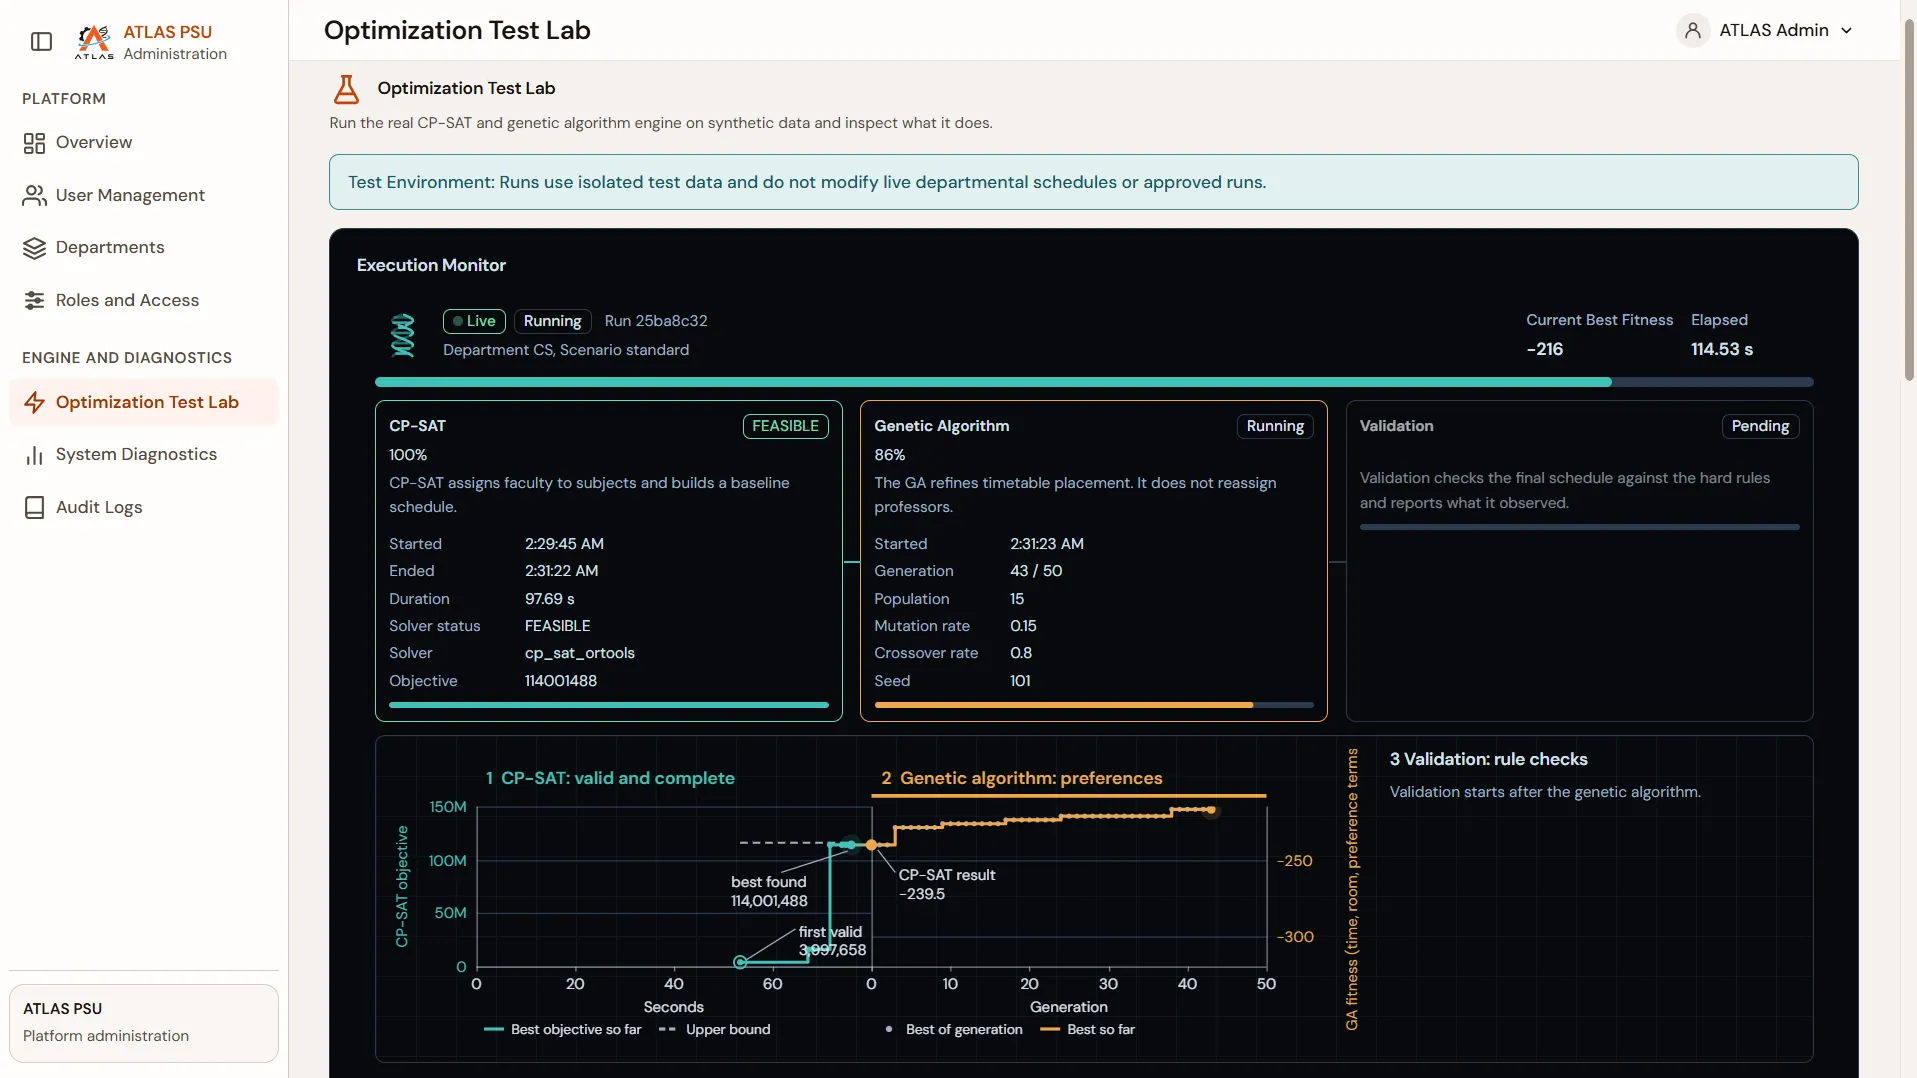 ATLAS
ATLAS PSU
Administration
PLATFORM
Overview
User Management
Departments
Roles and Access
ENGINE AND DIAGNOSTICS
Optimization Test Lab
System Diagnostics
Audit Logs
ATLAS PSU
Platform administration
Optimization Test Lab
ATLAS Admin
Optimization Test Lab
Run the real CP-SAT and genetic algorithm engine on synthetic data and inspect what it does.
Test Environment: Runs use isolated test data and do not modify live departmental schedules or approved runs.
Execution Monitor
Live Running Run 25ba8c32
Department CS, Scenario standard
Current Best Fitness Elapsed
-216 114.53 s
CP-SAT FEASIBLE
100%
CP-SAT assigns faculty to subjects and builds a baseline
schedule.
Started 2:29:45 AM
Ended 2:31:22 AM
Duration 97.69 s
Solver status FEASIBLE
Solver cp_sat_ortools
Objective 114001488
Genetic Algorithm Running
86%
The GA refines timetable placement. It does not reassign
professors.
Started 2:31:23 AM
Generation 43 / 50
Population 15
Mutation rate 0.15
Crossover rate 0.8
Seed 101
Validation Pending
Validation checks the final schedule against the hard rules
and reports what it observed.
1 CP-SAT: valid and complete
CP-SAT objective
150M
100M
50M
0
best found
114,001,488
first valid
3,997,658
0 20 40 60
Seconds
Best objective so far Upper bound
2 Genetic algorithm: preferences
CP-SAT result
-239.5
-250
-300
0 10 20 30 40 50
Generation
Best of generation Best so far
GA fitness (time, room, preference terms
3 Validation: rule checks
Validation starts after the genetic algorithm.